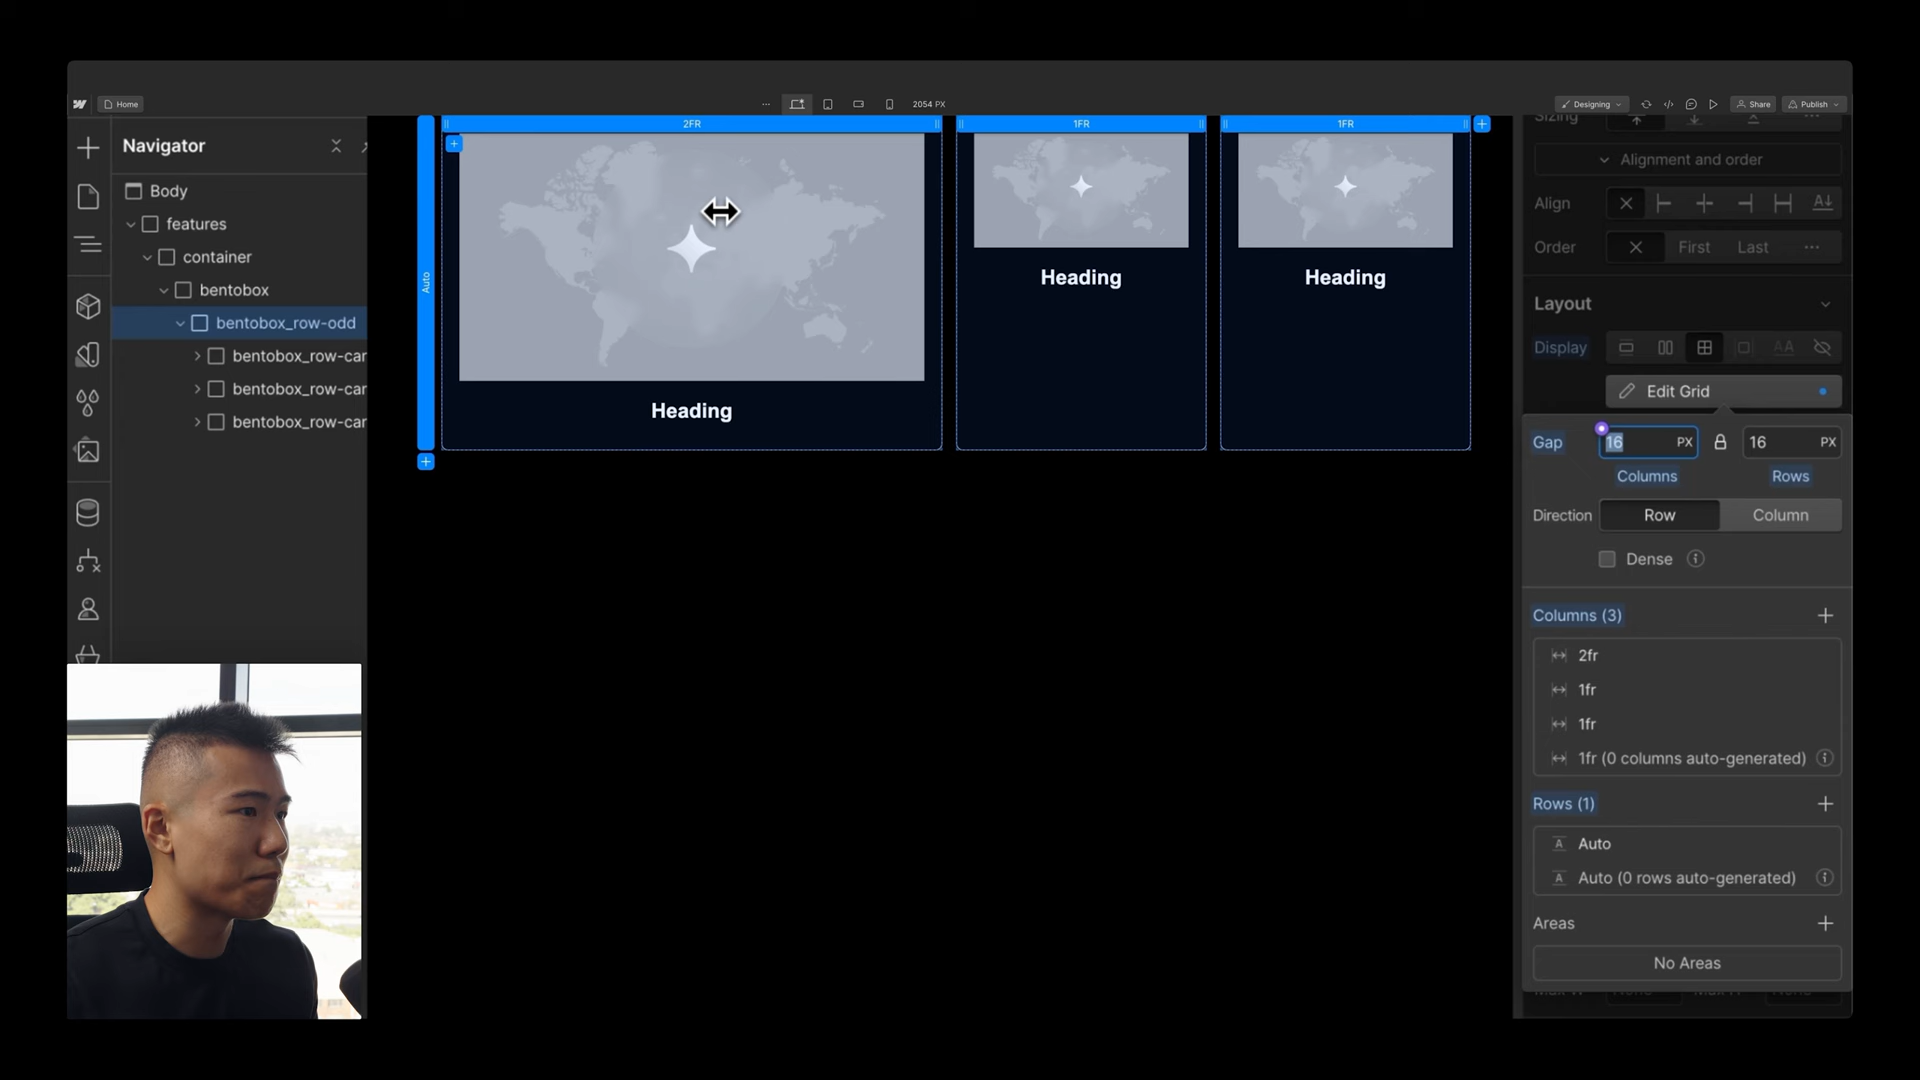 Home
2054 PX
Designing
Share
Publish
Navigator
Body
features
container
bentobox
bentobox_row-odd
bentobox_row-car
bentobox_row-car
bentobox_row-car
2FR
1FR
1FR
Auto
Heading
Heading
Heading
Sizing
Alignment and order
Align
Order
First
Last
Layout
Display
Edit Grid
Gap
16 PX
16 PX
Columns
Rows
Direction
Row
Column
Dense
Columns (3)
2fr
1fr
1fr
1fr (0 columns auto-generated)
Rows (1)
Auto
Auto (0 rows auto-generated)
Areas
No Areas